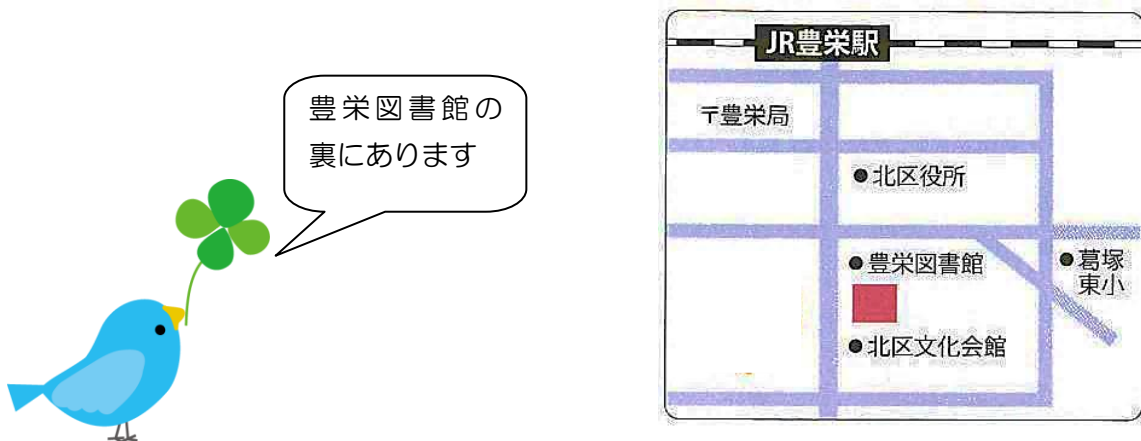 豊栄図書館の
裏にあります
JR豊栄駅
〒豊栄局
●北区役所
●豊栄図書館
●葛塚
東小
●北区文化会館